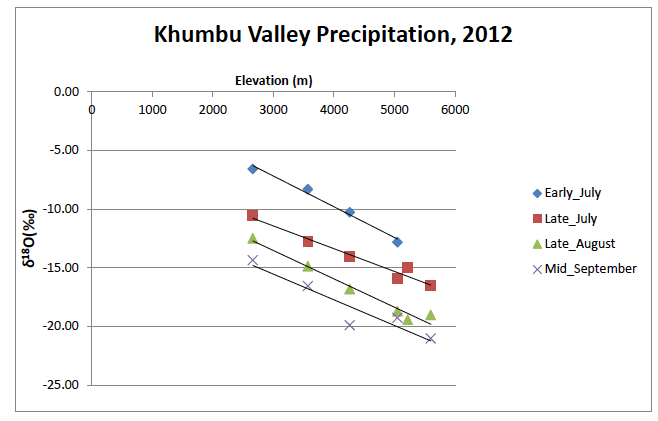 Khumbu Valley Precipitation, 2012
Elevation (m)
0.00
0 1000 2000 3000 4000 5000 6000
-5.00
-10.00
-15.00
-20.00
-25.00
δ¹⁸O(‰)
Early_July
Late_July
Late_August
Mid_September